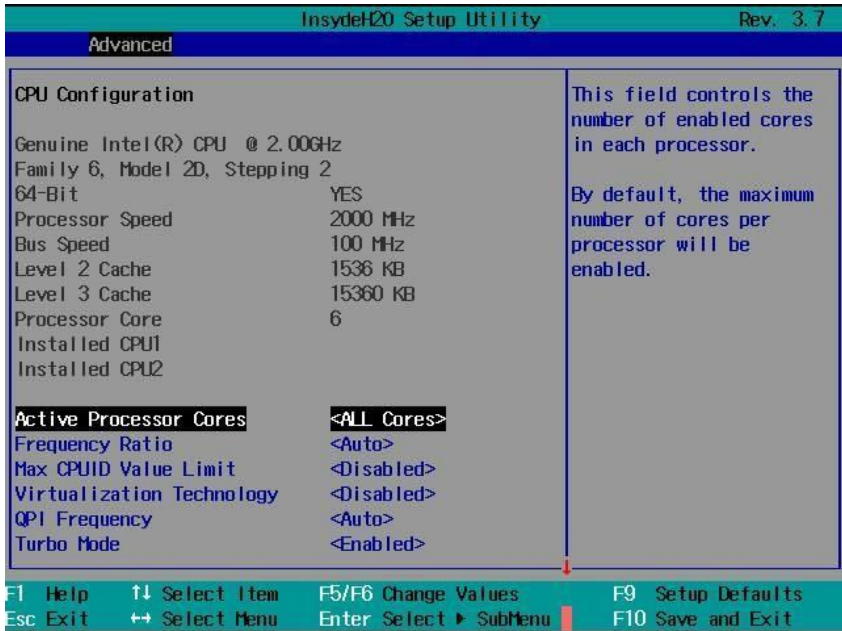 InsydeH2O Setup Utility Rev. 3.7
Advanced
CPU Configuration
Genuine Intel(R) CPU @ 2.00GHz
Family 6, Model 2D, Stepping 2
64-Bit YES
Processor Speed 2000 MHz
Bus Speed 100 MHz
Level 2 Cache 1536 KB
Level 3 Cache 15360 KB
Processor Core 6
Installed CPU1
Installed CPU2
Active Processor Cores <ALL Cores>
Frequency Ratio <Auto>
Max CPUID Value Limit <Disabled>
Virtualization Technology <Disabled>
QPI Frequency <Auto>
Turbo Mode <Enabled>
This field controls the
number of enabled cores
in each processor.
By default, the maximum
number of cores per
processor will be
enabled.
F1 Help ↑↓ Select Item F5/F6 Change Values F9 Setup Defaults
Esc Exit ↔ Select Menu Enter Select ▶ SubMenu F10 Save and Exit